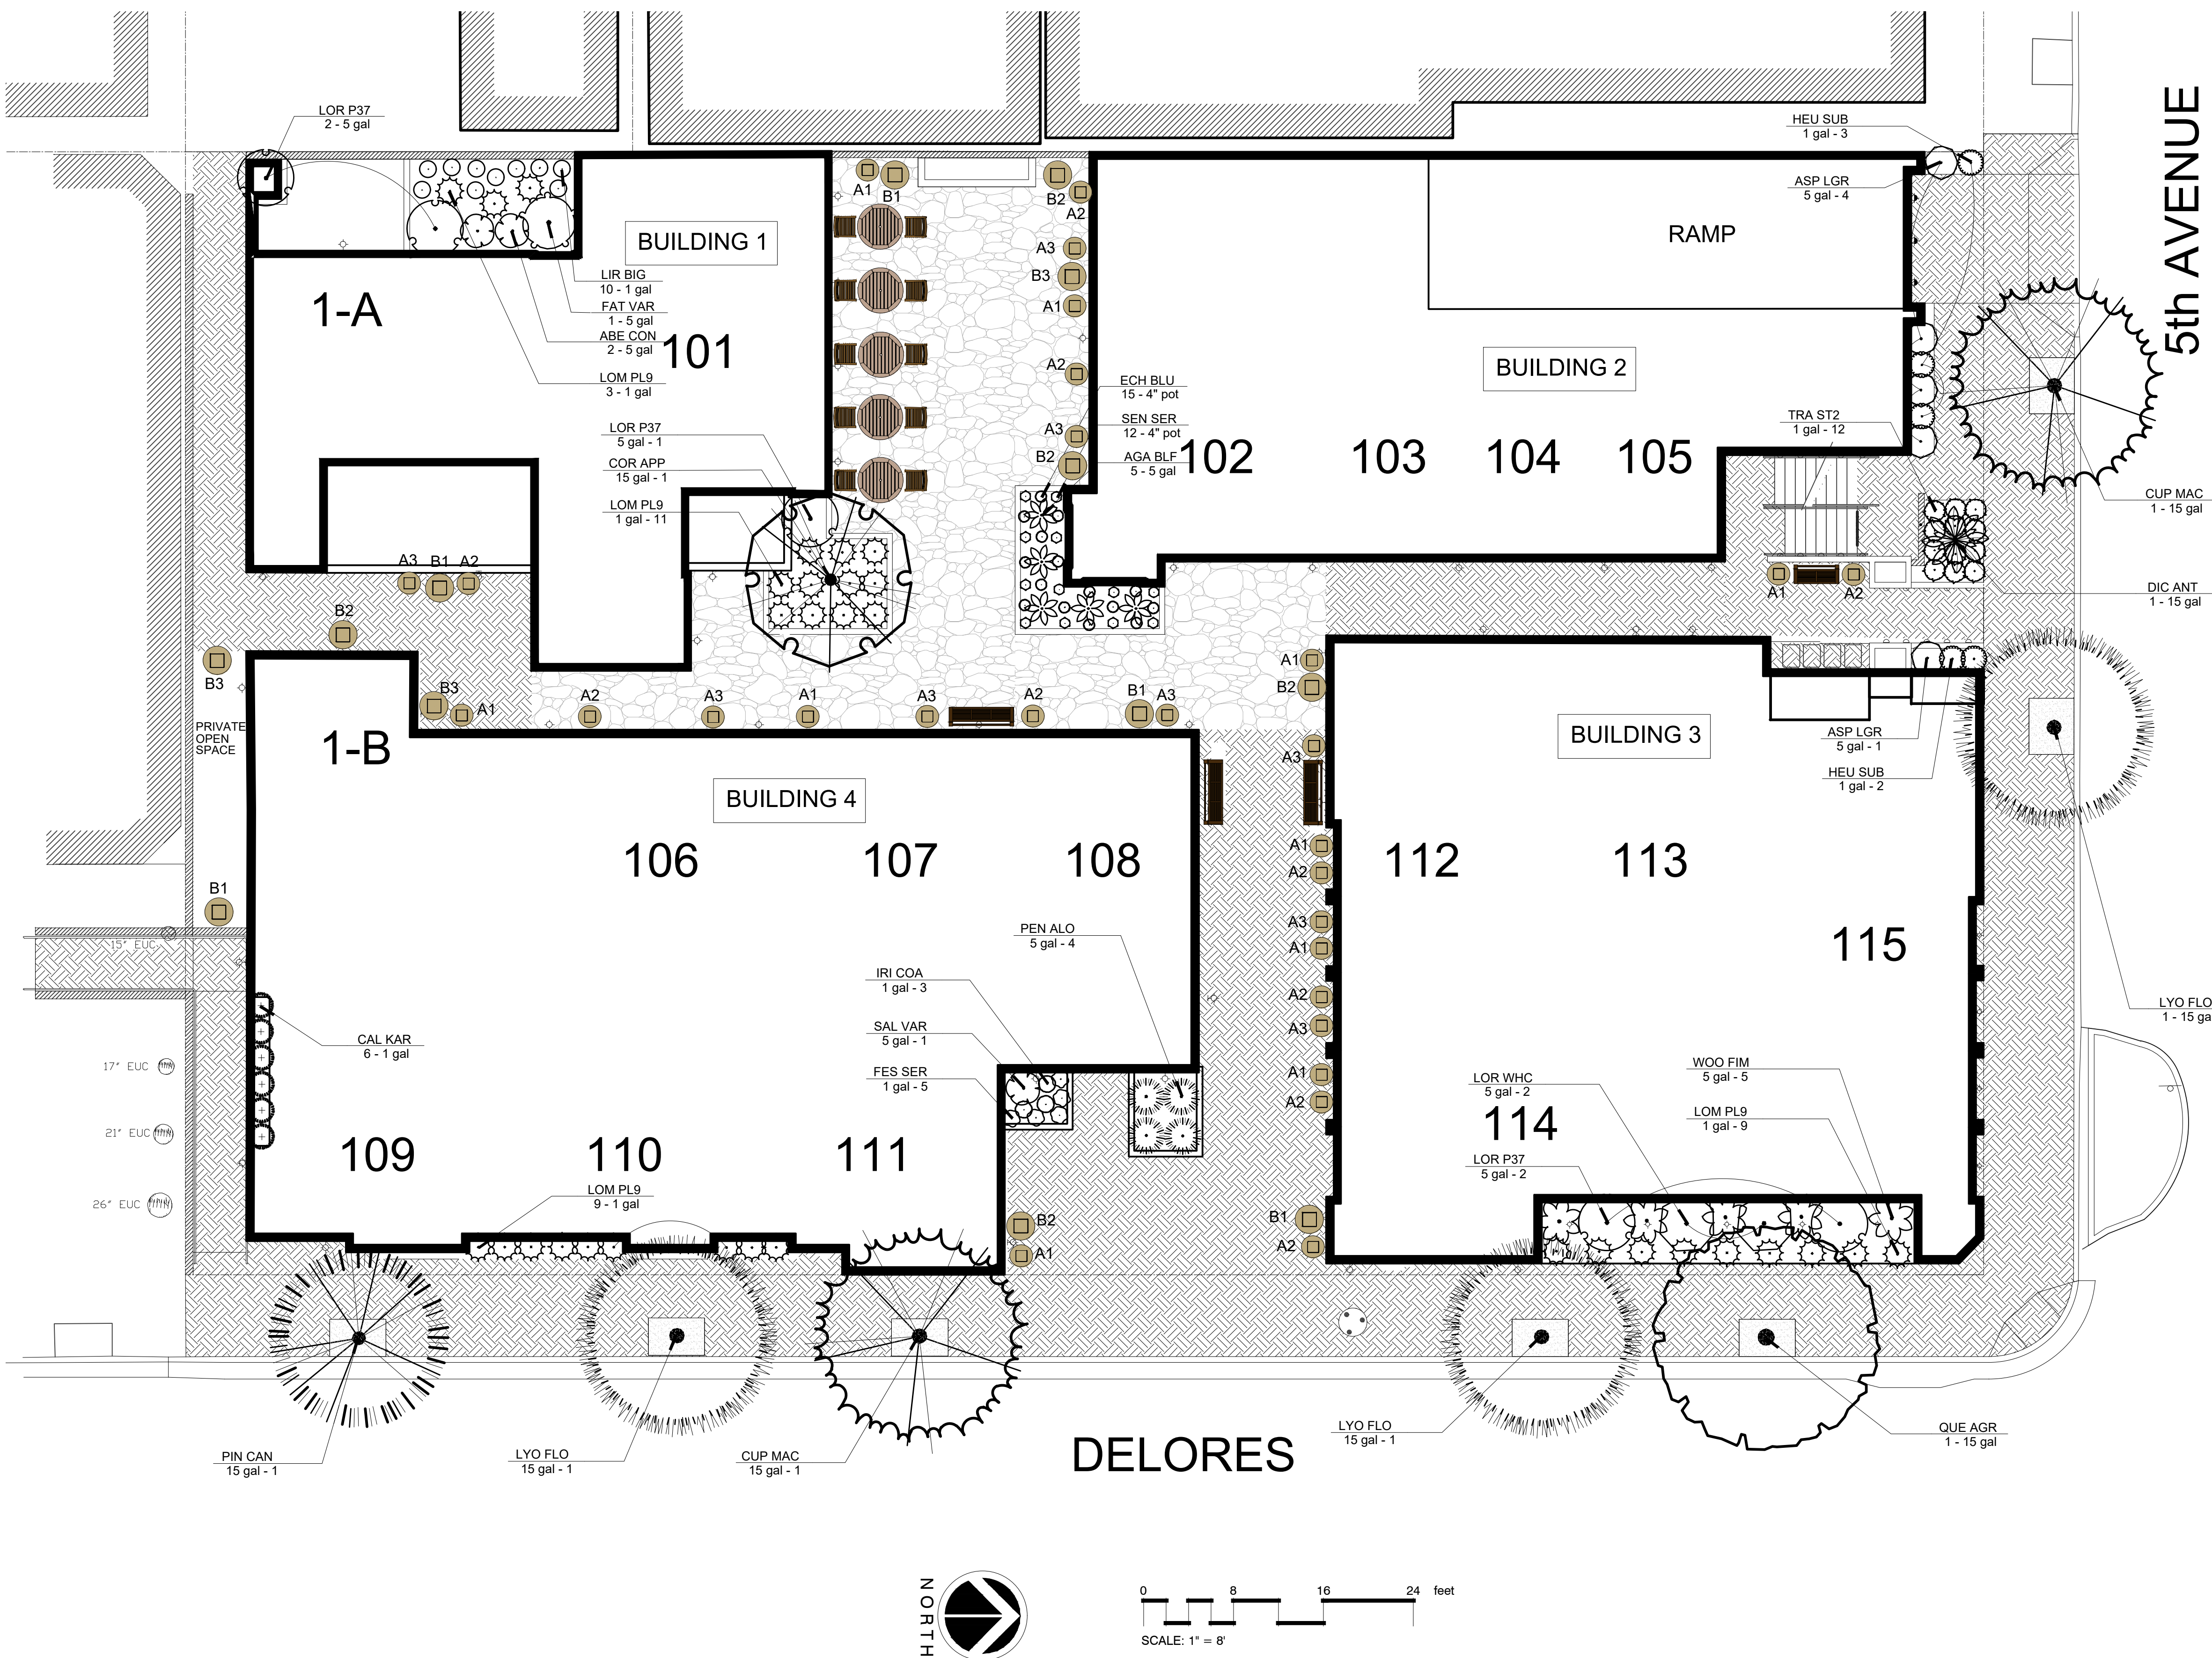 LOR P37
2 - 5 gal
HEU SUB
1 gal - 3
ASP LGR
5 gal - 4
5th AVENUE
A1
B1
B2
A2
BUILDING 1
RAMP
A3
B3
A1
LIR BIG
10 - 1 gal
FAT VAR
1 - 5 gal
ABE CON
2 - 5 gal
1-A
101
LOM PL9
3 - 1 gal
A2
BUILDING 2
ECH BLU
15 - 4" pot
SEN SER
12 - 4" pot
AGA BLF
5 - 5 gal
A3
B2
LOR P37
5 gal - 1
COR APP
15 gal - 1
LOM PL9
1 gal - 11
102
103
104
105
TRA ST2
1 gal - 12
CUP MAC
1 - 15 gal
DIC ANT
1 - 15 gal
A3
B1
A2
B2
B3
A1
A2
B3
A1
A2
A3
A1
A3
A2
B1
A3
A1
B2
A3
PRIVATE
OPEN
SPACE
1-B
BUILDING 4
BUILDING 3
ASP LGR
5 gal - 1
HEU SUB
1 gal - 2
106
107
108
112
113
115
A1
A2
A3
A1
A2
A3
A1
A2
B1
15" EUC
17" EUC
21" EUC
26" EUC
PEN ALO
5 gal - 4
IRI COA
1 gal - 3
SAL VAR
5 gal - 1
FES SER
1 gal - 5
CAL KAR
6 - 1 gal
LYO FLO
1 - 15 ga
LOR WHC
5 gal - 2
WOO FIM
5 gal - 5
LOM PL9
1 gal - 9
114
LOR P37
5 gal - 2
109
110
111
LOM PL9
9 - 1 gal
B2
A1
B1
A2
PIN CAN
15 gal - 1
LYO FLO
15 gal - 1
CUP MAC
15 gal - 1
DELORES
LYO FLO
15 gal - 1
QUE AGR
1 - 15 gal
NORTH
0 8 16 24 feet
SCALE: 1" = 8'